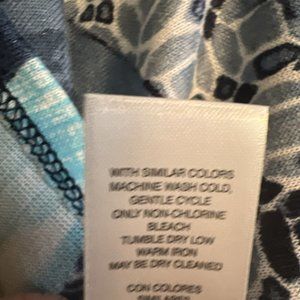 WITH SIMILAR COLORS
MACHINE WASH COLD,
GENTLE CYCLE
ONLY NON-CHLORINE
BLEACH
TUMBLE DRY LOW
WARM IRON
MAY BE DRY CLEANED
CON COLORES
SIMILARES